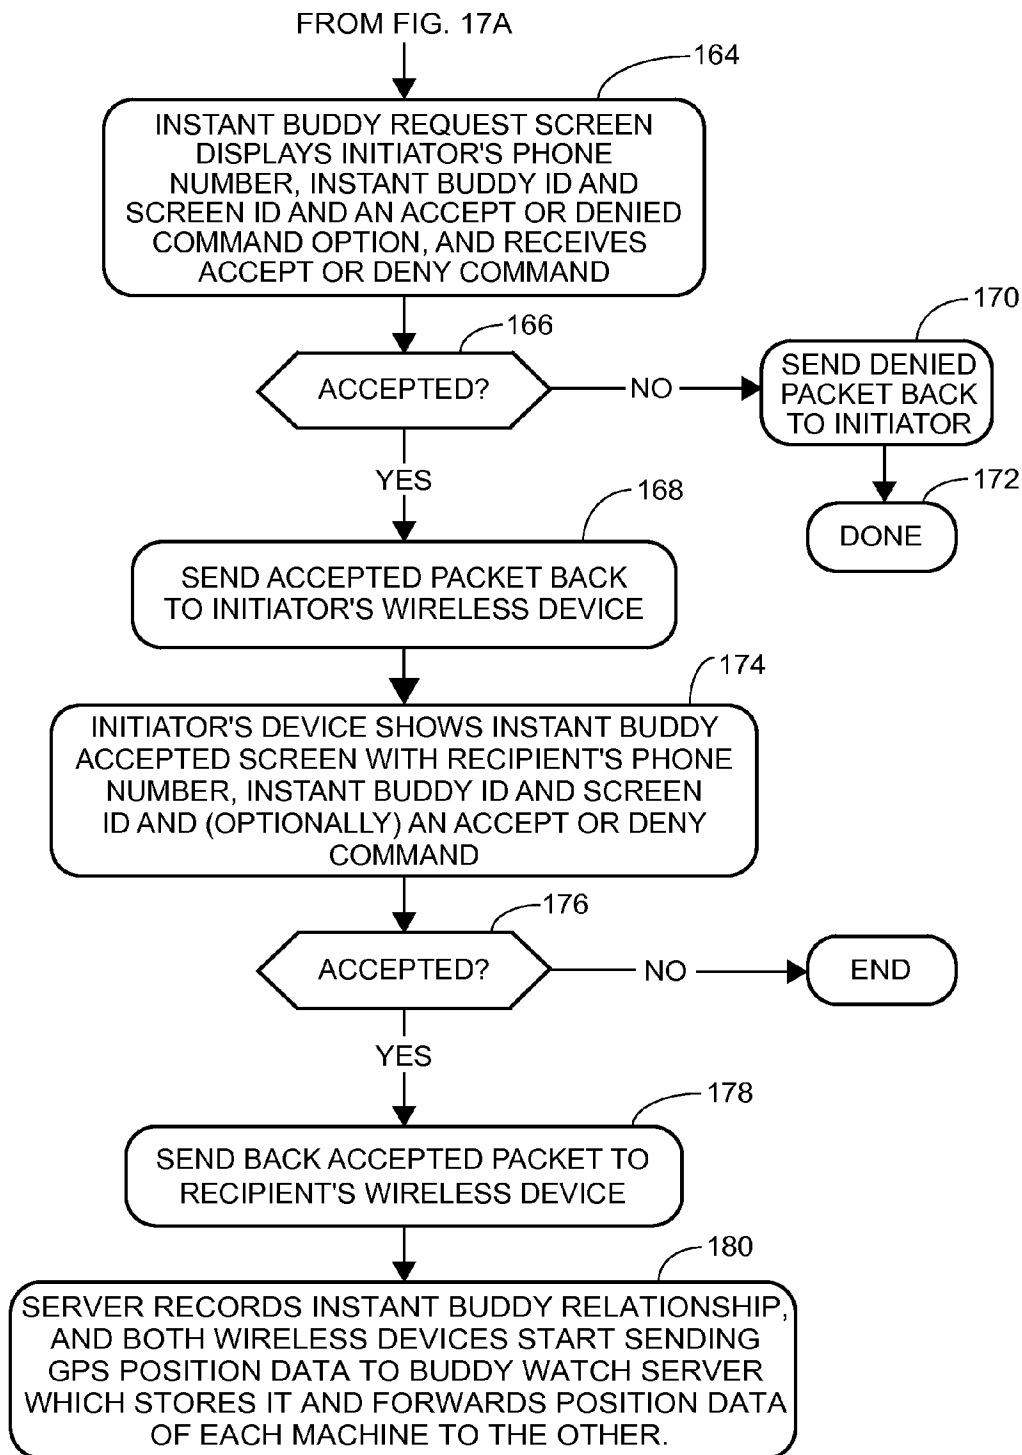 FROM FIG. 17A
164
INSTANT BUDDY REQUEST SCREEN
DISPLAYS INITIATOR'S PHONE
NUMBER, INSTANT BUDDY ID AND
SCREEN ID AND AN ACCEPT OR DENIED
COMMAND OPTION, AND RECEIVES
ACCEPT OR DENY COMMAND
166
ACCEPTED?
NO
170
SEND DENIED
PACKET BACK
TO INITIATOR
172
DONE
YES
168
SEND ACCEPTED PACKET BACK
TO INITIATOR'S WIRELESS DEVICE
174
INITIATOR'S DEVICE SHOWS INSTANT BUDDY
ACCEPTED SCREEN WITH RECIPIENT'S PHONE
NUMBER, INSTANT BUDDY ID AND SCREEN
ID AND (OPTIONALLY) AN ACCEPT OR DENY
COMMAND
176
ACCEPTED?
NO
END
YES
178
SEND BACK ACCEPTED PACKET TO
RECIPIENT'S WIRELESS DEVICE
180
SERVER RECORDS INSTANT BUDDY RELATIONSHIP,
AND BOTH WIRELESS DEVICES START SENDING
GPS POSITION DATA TO BUDDY WATCH SERVER
WHICH STORES IT AND FORWARDS POSITION DATA
OF EACH MACHINE TO THE OTHER.